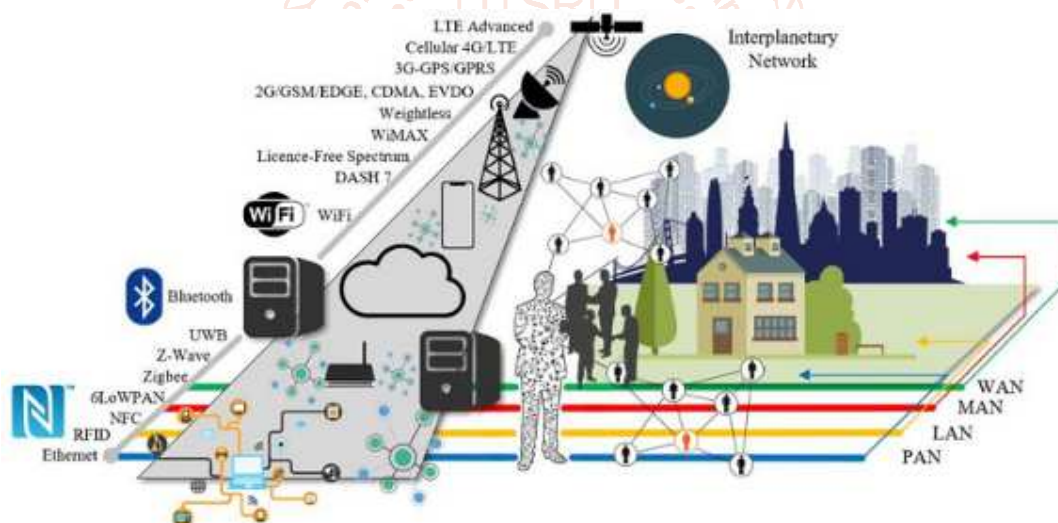 LTE Advanced
Cellular 4G/LTE
3G-GPS/GPRS
2G/GSM/EDGE, CDMA, EVDO
Weightless
WiMAX
Licence-Free Spectrum
DASH 7
WiFi WiFi
Bluetooth
UWB
Z-Wave
Zigbee
6LoWPAN
NFC
RFID
Ethernet
Interplanetary
Network
WAN
MAN
LAN
PAN